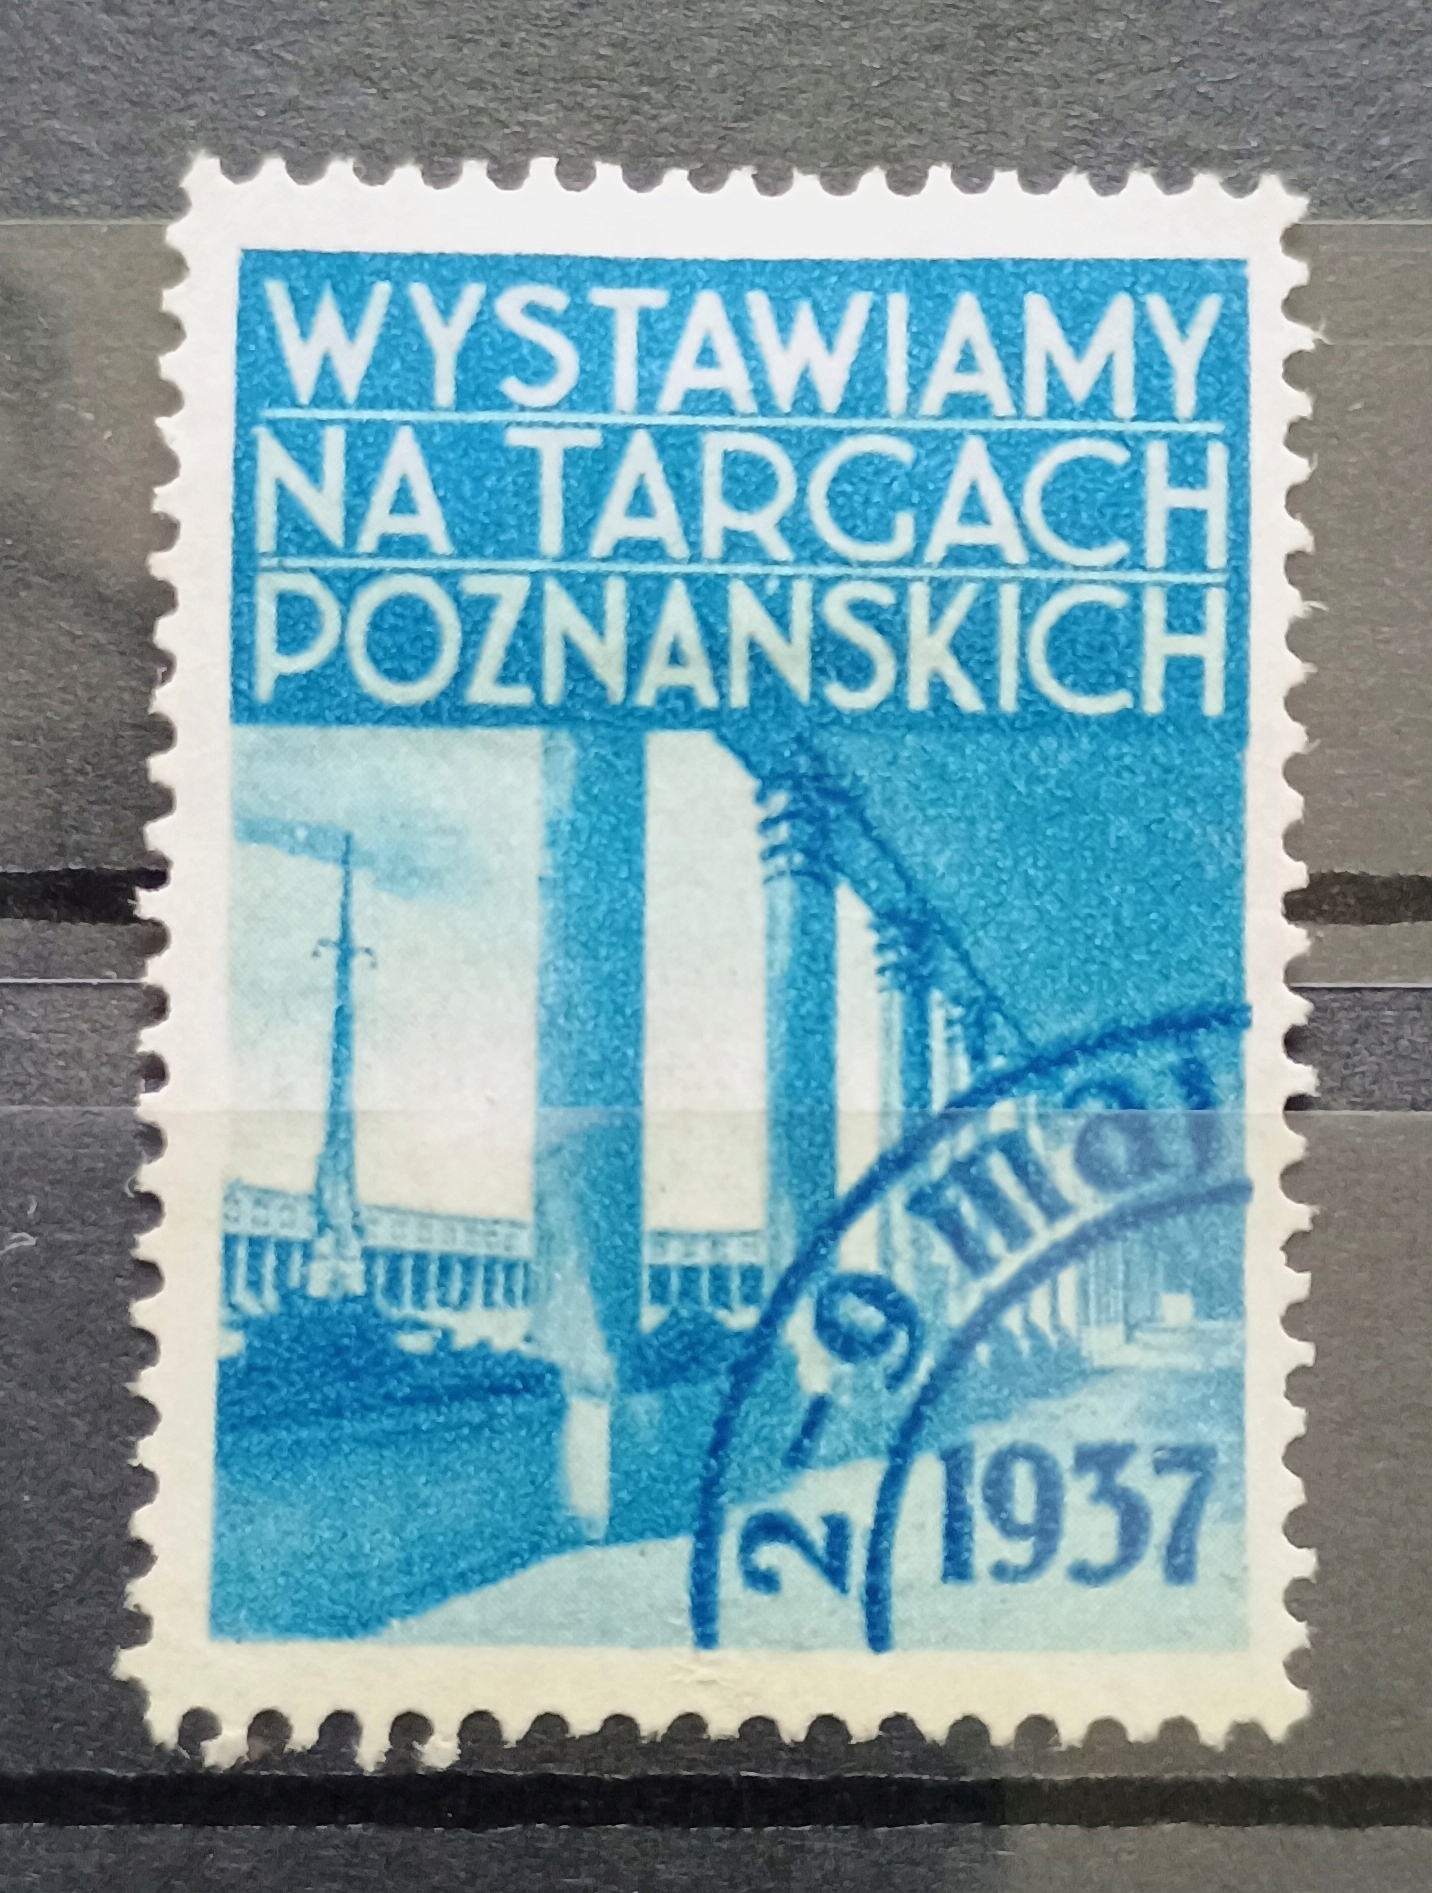 WYSTAWIAMY
NA TARGACH
POZNAŃSKICH
2-9 maj
1937